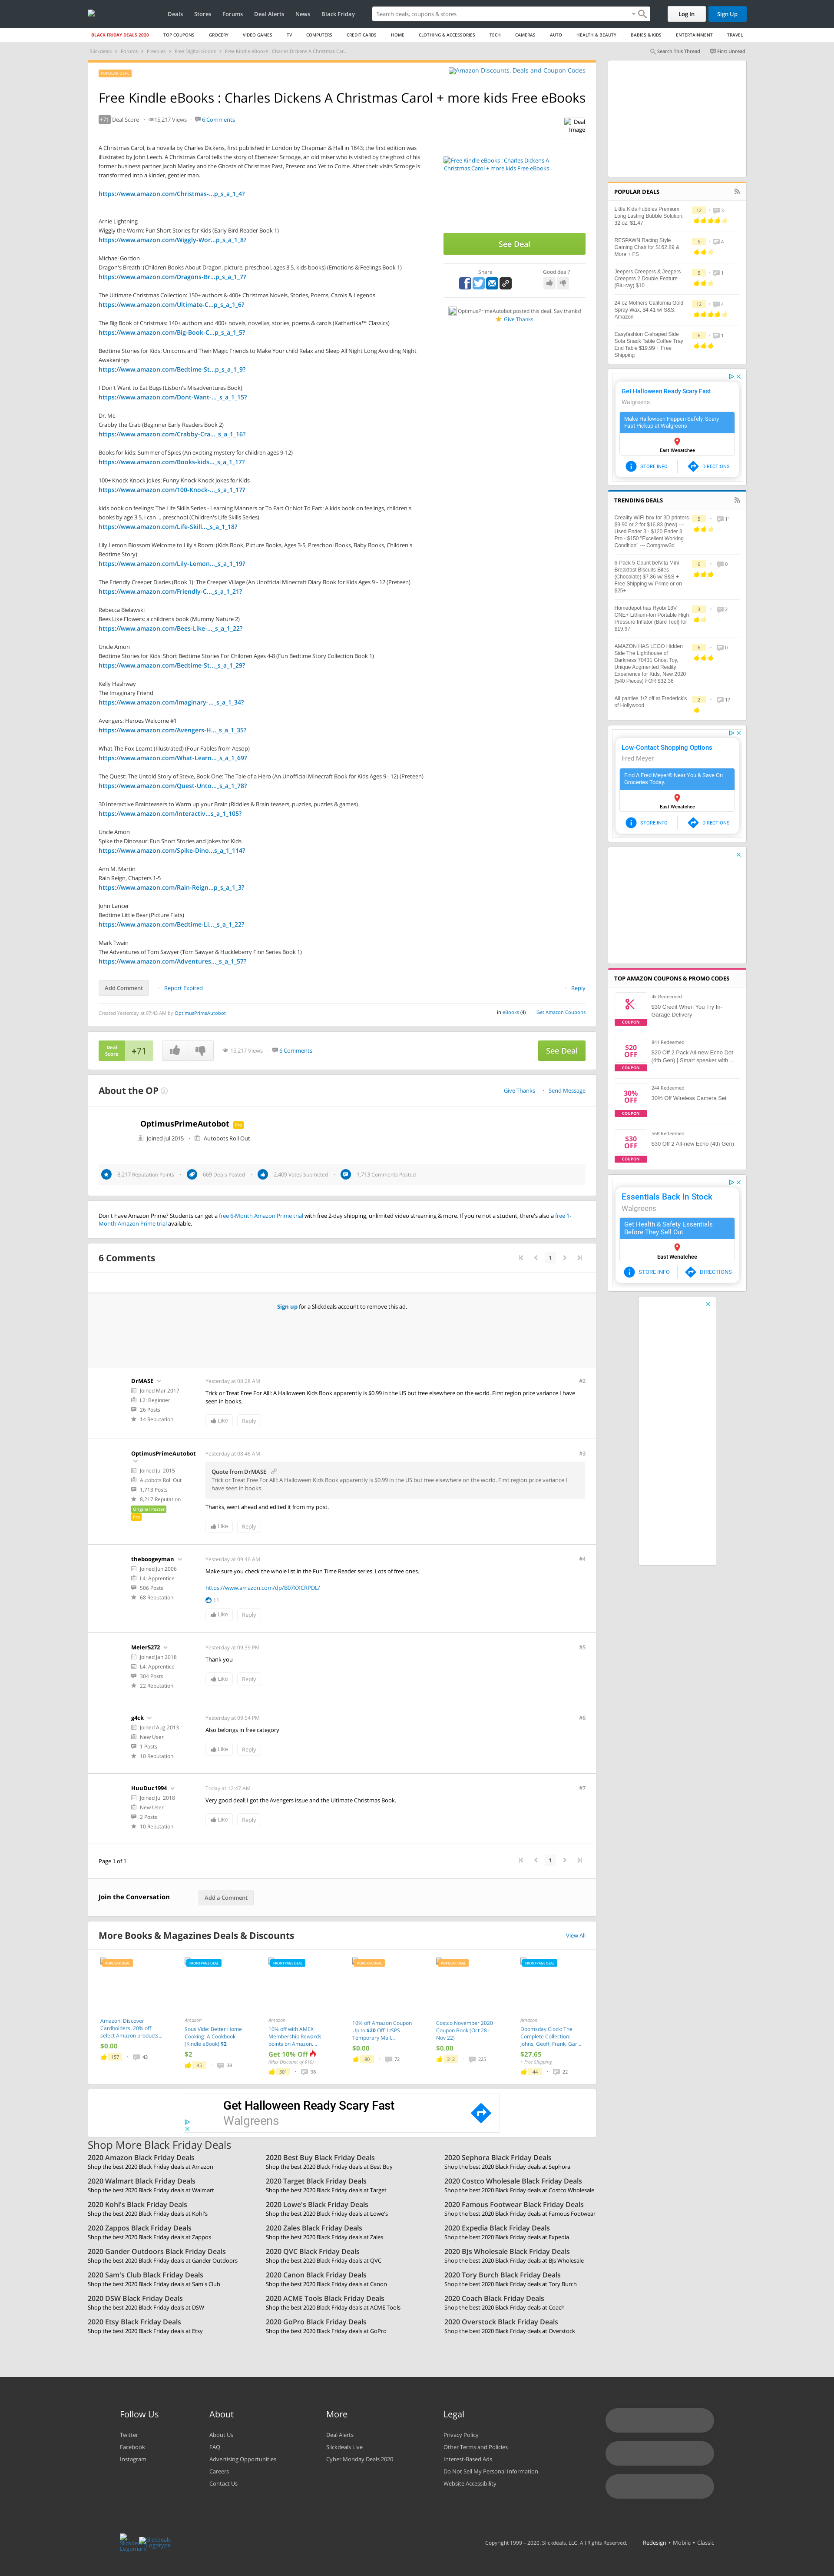 Deals Stores Forums Deal Alerts News Black Friday
Search deals, coupons & stores
Log In
Sign Up
BLACK FRIDAY DEALS 2020 TOP COUPONS GROCERY VIDEO GAMES TV COMPUTERS CREDIT CARDS HOME CLOTHING & ACCESSORIES TECH CAMERAS AUTO HEALTH & BEAUTY BABIES & KIDS ENTERTAINMENT TRAVEL
Slickdeals Forums Freebies Free Digital Goods Free Kindle eBooks : Charles Dickens A Christmas Car...
Search This Thread First Unread
POPULAR DEAL
Amazon Discounts, Deals and Coupon Codes
Free Kindle eBooks : Charles Dickens A Christmas Carol + more kids Free eBooks
+71 Deal Score 15,217 Views 6 Comments
Deal Image
A Christmas Carol, is a novella by Charles Dickens, first published in London by Chapman & Hall in 1843; the first edition was
illustrated by John Leech. A Christmas Carol tells the story of Ebenezer Scrooge, an old miser who is visited by the ghost of his
former business partner Jacob Marley and the Ghosts of Christmas Past, Present and Yet to Come. After their visits Scrooge is
transformed into a kinder, gentler man.
https://www.amazon.com/Christmas-...p_s_a_1_4?
Arnie Lightning
Wiggly the Worm: Fun Short Stories for Kids (Early Bird Reader Book 1)
https://www.amazon.com/Wiggly-Wor...p_s_a_1_8?
Michael Gordon
Dragon's Breath: (Children Books About Dragon, picture, preschool, ages 3 5, kids books) (Emotions & Feelings Book 1)
https://www.amazon.com/Dragons-Br...p_s_a_1_7?
The Ultimate Christmas Collection: 150+ authors & 400+ Christmas Novels, Stories, Poems, Carols & Legends
https://www.amazon.com/Ultimate-C...p_s_a_1_6?
The Big Book of Christmas: 140+ authors and 400+ novels, novellas, stories, poems & carols (Kathartika™ Classics)
https://www.amazon.com/Big-Book-C...p_s_a_1_5?
Bedtime Stories for Kids: Unicorns and Their Magic Friends to Make Your Child Relax and Sleep All Night Long Avoiding Night
Awakenings
https://www.amazon.com/Bedtime-St...p_s_a_1_9?
I Don't Want to Eat Bugs (Lisbon's Misadventures Book)
https://www.amazon.com/Dont-Want-..._s_a_1_15?
Dr. Mc
Crabby the Crab (Beginner Early Readers Book 2)
https://www.amazon.com/Crabby-Cra..._s_a_1_16?
Books for kids: Summer of Spies (An exciting mystery for children ages 9-12)
https://www.amazon.com/Books-kids..._s_a_1_17?
100+ Knock Knock Jokes: Funny Knock Knock Jokes for Kids
https://www.amazon.com/100-Knock-..._s_a_1_17?
kids book on feelings: The Life Skills Series - Learning Manners or To Fart Or Not To Fart: A kids book on feelings, children's
books by age 3 5, i can ... preschool (Children's Life Skills Series)
https://www.amazon.com/Life-Skill..._s_a_1_18?
Lily Lemon Blossom Welcome to Lily's Room: (Kids Book, Picture Books, Ages 3-5, Preschool Books, Baby Books, Children's
Bedtime Story)
https://www.amazon.com/Lily-Lemon..._s_a_1_19?
The Friendly Creeper Diaries (Book 1): The Creeper Village (An Unofficial Minecraft Diary Book for Kids Ages 9 - 12 (Preteen)
https://www.amazon.com/Friendly-C..._s_a_1_21?
Rebecca Bielawski
Bees Like Flowers: a childrens book (Mummy Nature 2)
https://www.amazon.com/Bees-Like-..._s_a_1_22?
Uncle Amon
Bedtime Stories for Kids: Short Bedtime Stories For Children Ages 4-8 (Fun Bedtime Story Collection Book 1)
https://www.amazon.com/Bedtime-St..._s_a_1_29?
Kelly Hashway
The Imaginary Friend
https://www.amazon.com/Imaginary-..._s_a_1_34?
Avengers: Heroes Welcome #1
https://www.amazon.com/Avengers-H..._s_a_1_35?
What The Fox Learnt (Illustrated) (Four Fables from Aesop)
https://www.amazon.com/What-Learn..._s_a_1_69?
The Quest: The Untold Story of Steve, Book One: The Tale of a Hero (An Unofficial Minecraft Book for Kids Ages 9 - 12) (Preteen)
https://www.amazon.com/Quest-Unto..._s_a_1_78?
30 Interactive Brainteasers to Warm up your Brain (Riddles & Brain teasers, puzzles, puzzles & games)
https://www.amazon.com/Interactiv...s_a_1_105?
Uncle Amon
Spike the Dinosaur: Fun Short Stories and Jokes for Kids
https://www.amazon.com/Spike-Dino...s_a_1_114?
Ann M. Martin
Rain Reign, Chapters 1-5
https://www.amazon.com/Rain-Reign...p_s_a_1_3?
John Lancer
Bedtime Little Bear (Picture Flats)
https://www.amazon.com/Bedtime-Li..._s_a_1_22?
Mark Twain
The Adventures of Tom Sawyer (Tom Sawyer & Huckleberry Finn Series Book 1)
https://www.amazon.com/Adventures..._s_a_1_57?
Free Kindle eBooks : Charles Dickens A
Christmas Carol + more kids Free eBooks
See Deal
Share Good deal?
OptimusPrimeAutobot posted this deal. Say thanks!
Give Thanks
Add Comment Report Expired Reply
Created Yesterday at 07:43 AM by OptimusPrimeAutobot
in eBooks (4) Get Amazon Coupons
Deal Score +71 15,217 Views 6 Comments See Deal
About the OP Give Thanks Send Message
OptimusPrimeAutobot Pro
Joined Jul 2015 Autobots Roll Out
8,217 Reputation Points 669 Deals Posted 2,409 Votes Submitted 1,713 Comments Posted
Don't have Amazon Prime? Students can get a free 6-Month Amazon Prime trial with free 2-day shipping, unlimited video streaming & more. If you're not a student, there's also a free 1-
Month Amazon Prime trial available.
6 Comments 1
Sign up for a Slickdeals account to remove this ad.
DrMASE
Joined Mar 2017
L2: Beginner
26 Posts
14 Reputation
Yesterday at 08:28 AM #2
Trick or Treat Free For All!: A Halloween Kids Book apparently is $0.99 in the US but free elsewhere on the world. First region price variance I have
seen in books.
Like Reply
OptimusPrimeAutobot
Joined Jul 2015
Autobots Roll Out
1,713 Posts
8,217 Reputation
Original Poster
Pro
Yesterday at 08:46 AM #3
Quote from DrMASE
Trick or Treat Free For All!: A Halloween Kids Book apparently is $0.99 in the US but free elsewhere on the world. First region price variance I
have seen in books.
Thanks, went ahead and edited it from my post.
Like Reply
theboogeyman
Joined Jun 2006
L4: Apprentice
506 Posts
68 Reputation
Yesterday at 09:46 AM #4
Make sure you check the whole list in the Fun Time Reader series. Lots of free ones.
https://www.amazon.com/dp/B07XXCRPDL/
11
Like Reply
Meier5272
Joined Jan 2018
L4: Apprentice
304 Posts
22 Reputation
Yesterday at 09:39 PM #5
Thank you
Like Reply
g4ck
Joined Aug 2013
New User
1 Posts
10 Reputation
Yesterday at 09:54 PM #6
Also belongs in free category
Like Reply
HuuDuc1994
Joined Jul 2018
New User
2 Posts
10 Reputation
Today at 12:47 AM #7
Very good deal! I got the Avengers issue and the Ultimate Christmas Book.
Like Reply
Page 1 of 1 1
Join the Conversation Add a Comment
More Books & Magazines Deals & Discounts View All
POPULAR DEAL
Amazon: Discover
Cardholders: 20% off
select Amazon products...
$0.00
157 43
FRONTPAGE DEAL
Amazon
Sous Vide: Better Home
Cooking: A Cookbook
(Kindle eBook) $2
$2
45 38
FRONTPAGE DEAL
Amazon
10% off with AMEX
Membership Rewards
points on Amazon....
Get 10% Off
(Max Discount of $15)
301 98
POPULAR DEAL
10% off Amazon Coupon
Up to $20 Off! USPS
Temporary Mail...
$0.00
80 72
POPULAR DEAL
Costco November 2020
Coupon Book (Oct 28 -
Nov 22)
$0.00
312 225
FRONTPAGE DEAL
Amazon
Doomsday Clock: The
Complete Collection:
Johns, Geoff, Frank, Gar...
$27.65
+ Free Shipping
44 22
Get Halloween Ready Scary Fast
Walgreens
POPULAR DEALS
Little Kids Fubbles Premium
Long Lasting Bubble Solution,
32 oz: $1.47
12 3
RESPAWN Racing Style
Gaming Chair for $162.89 &
More + FS
5 4
Jeepers Creepers & Jeepers
Creepers 2 Double Feature
(Blu-ray) $10
5 1
24 oz Mothers California Gold
Spray Wax, $4.41 w/ S&S,
Amazon
12 4
Easyfashion C-shaped Side
Sofa Snack Table Coffee Tray
End Table $19.99 + Free
Shipping
6 1
Get Halloween Ready Scary Fast
Walgreens
Make Halloween Happen Safely. Scary
Fast Pickup at Walgreens
East Wenatchee
STORE INFO DIRECTIONS
TRENDING DEALS
Creality WIFI box for 3D printers
$9.90 or 2 for $16.83 (new) ---
Used Ender 3 - $120 Ender 3
Pro - $150 "Excellent Working
Condition" --- Comgrow3d
5 11
6-Pack 5-Count belVita Mini
Breakfast Biscuits Bites
(Chocolate) $7.86 w/ S&S +
Free Shipping w/ Prime or on
$25+
6 0
Homedepot has Ryobi 18V
ONE+ Lithium-Ion Portable High
Pressure Inflator (Bare Tool) for
$19.97
3 2
AMAZON HAS LEGO Hidden
Side The Lighthouse of
Darkness 70431 Ghost Toy,
Unique Augmented Reality
Experience for Kids, New 2020
(540 Pieces) FOR $32.36
6 0
All panties 1/2 off at Frederick's
of Hollywood
2 17
Low-Contact Shopping Options
Fred Meyer
Find A Fred Meyer® Near You & Save On
Groceries Today.
East Wenatchee
STORE INFO DIRECTIONS
TOP AMAZON COUPONS & PROMO CODES
COUPON
4k Redeemed
$30 Credit When You Try In-
Garage Delivery
$20 OFF
COUPON
841 Redeemed
$20 Off 2 Pack All-new Echo Dot
(4th Gen) | Smart speaker with...
30% OFF
COUPON
244 Redeemed
30% Off Wireless Camera Set
$30 OFF
COUPON
568 Redeemed
$30 Off 2 All-new Echo (4th Gen)
Essentials Back In Stock
Walgreens
Get Health & Safety Essentials
Before They Sell Out.
East Wenatchee
STORE INFO DIRECTIONS
Shop More Black Friday Deals
2020 Amazon Black Friday Deals 2020 Best Buy Black Friday Deals 2020 Sephora Black Friday Deals
Shop the best 2020 Black Friday deals at Amazon Shop the best 2020 Black Friday deals at Best Buy Shop the best 2020 Black Friday deals at Sephora
2020 Walmart Black Friday Deals 2020 Target Black Friday Deals 2020 Costco Wholesale Black Friday Deals
Shop the best 2020 Black Friday deals at Walmart Shop the best 2020 Black Friday deals at Target Shop the best 2020 Black Friday deals at Costco Wholesale
2020 Kohl's Black Friday Deals 2020 Lowe's Black Friday Deals 2020 Famous Footwear Black Friday Deals
Shop the best 2020 Black Friday deals at Kohl's Shop the best 2020 Black Friday deals at Lowe's Shop the best 2020 Black Friday deals at Famous Footwear
2020 Zappos Black Friday Deals 2020 Zales Black Friday Deals 2020 Expedia Black Friday Deals
Shop the best 2020 Black Friday deals at Zappos Shop the best 2020 Black Friday deals at Zales Shop the best 2020 Black Friday deals at Expedia
2020 Gander Outdoors Black Friday Deals 2020 QVC Black Friday Deals 2020 BJs Wholesale Black Friday Deals
Shop the best 2020 Black Friday deals at Gander Outdoors Shop the best 2020 Black Friday deals at QVC Shop the best 2020 Black Friday deals at BJs Wholesale
2020 Sam's Club Black Friday Deals 2020 Canon Black Friday Deals 2020 Tory Burch Black Friday Deals
Shop the best 2020 Black Friday deals at Sam's Club Shop the best 2020 Black Friday deals at Canon Shop the best 2020 Black Friday deals at Tory Burch
2020 DSW Black Friday Deals 2020 ACME Tools Black Friday Deals 2020 Coach Black Friday Deals
Shop the best 2020 Black Friday deals at DSW Shop the best 2020 Black Friday deals at ACME Tools Shop the best 2020 Black Friday deals at Coach
2020 Etsy Black Friday Deals 2020 GoPro Black Friday Deals 2020 Overstock Black Friday Deals
Shop the best 2020 Black Friday deals at Etsy Shop the best 2020 Black Friday deals at GoPro Shop the best 2020 Black Friday deals at Overstock
Follow Us
Twitter
Facebook
Instagram
About
About Us
FAQ
Advertising Opportunities
Careers
Contact Us
More
Deal Alerts
Slickdeals Live
Cyber Monday Deals 2020
Legal
Privacy Policy
Other Terms and Policies
Interest-Based Ads
Do Not Sell My Personal Information
Website Accessibility
Slickdeals Logomark
Slickdeals Logotype
Copyright 1999 – 2020. Slickdeals, LLC. All Rights Reserved. Redesign • Mobile • Classic